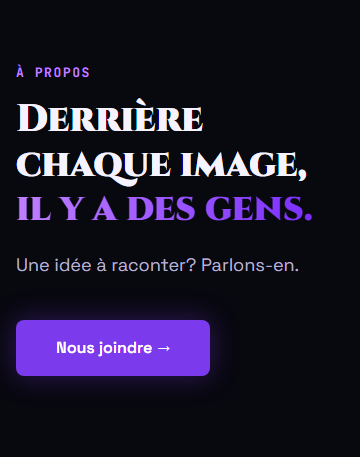 À PROPOS
Derrière
chaque image,
il y a des gens.
Une idée à raconter? Parlons-en.
Nous joindre →